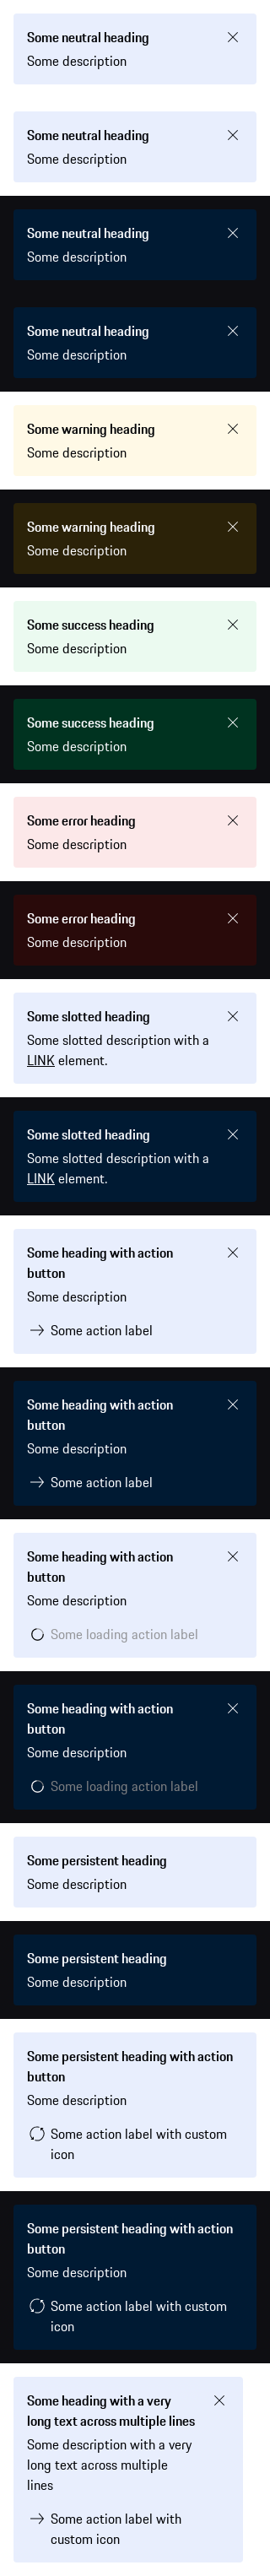 Some neutral heading
Some description
Some neutral heading
Some description
Some neutral heading
Some description
Some neutral heading
Some description
Some warning heading
Some description
Some warning heading
Some description
Some success heading
Some description
Some success heading
Some description
Some error heading
Some description
Some error heading
Some description
Some slotted heading
Some slotted description with a
LINK element.
Some slotted heading
Some slotted description with a
LINK element.
Some heading with action
button
Some description
Some action label
Some heading with action
button
Some description
Some action label
Some heading with action
button
Some description
Some loading action label
Some heading with action
button
Some description
Some loading action label
Some persistent heading
Some description
Some persistent heading
Some description
Some persistent heading with action
button
Some description
Some action label with custom
icon
Some persistent heading with action
button
Some description
Some action label with custom
icon
Some heading with a very
long text across multiple lines
Some description with a very
long text across multiple
lines
Some action label with
custom icon